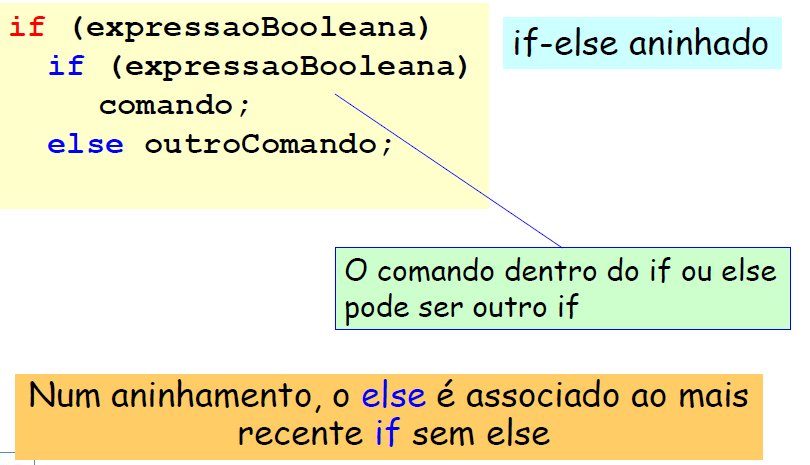 if (expressaoBooleana)
if (expressaoBooleana)
comando;
else outroComando;
if-else aninhado
O comando dentro do if ou else
pode ser outro if
Num aninhamento, o else é associado ao mais
recente if sem else